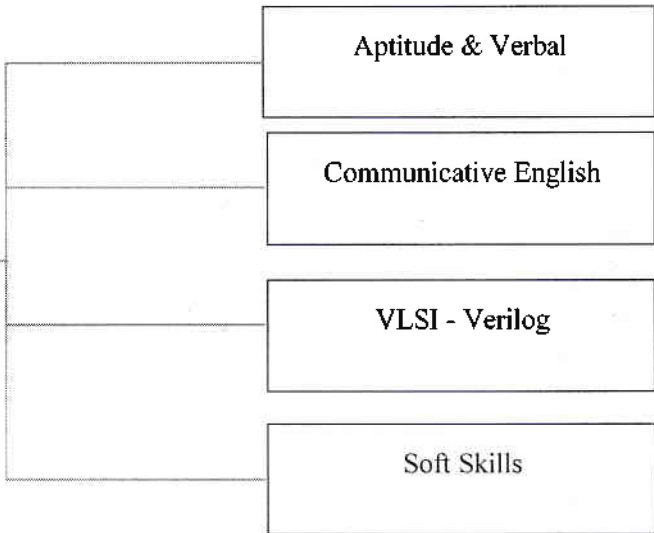 Aptitude & Verbal
Communicative English
VLSI - Verilog
Soft Skills